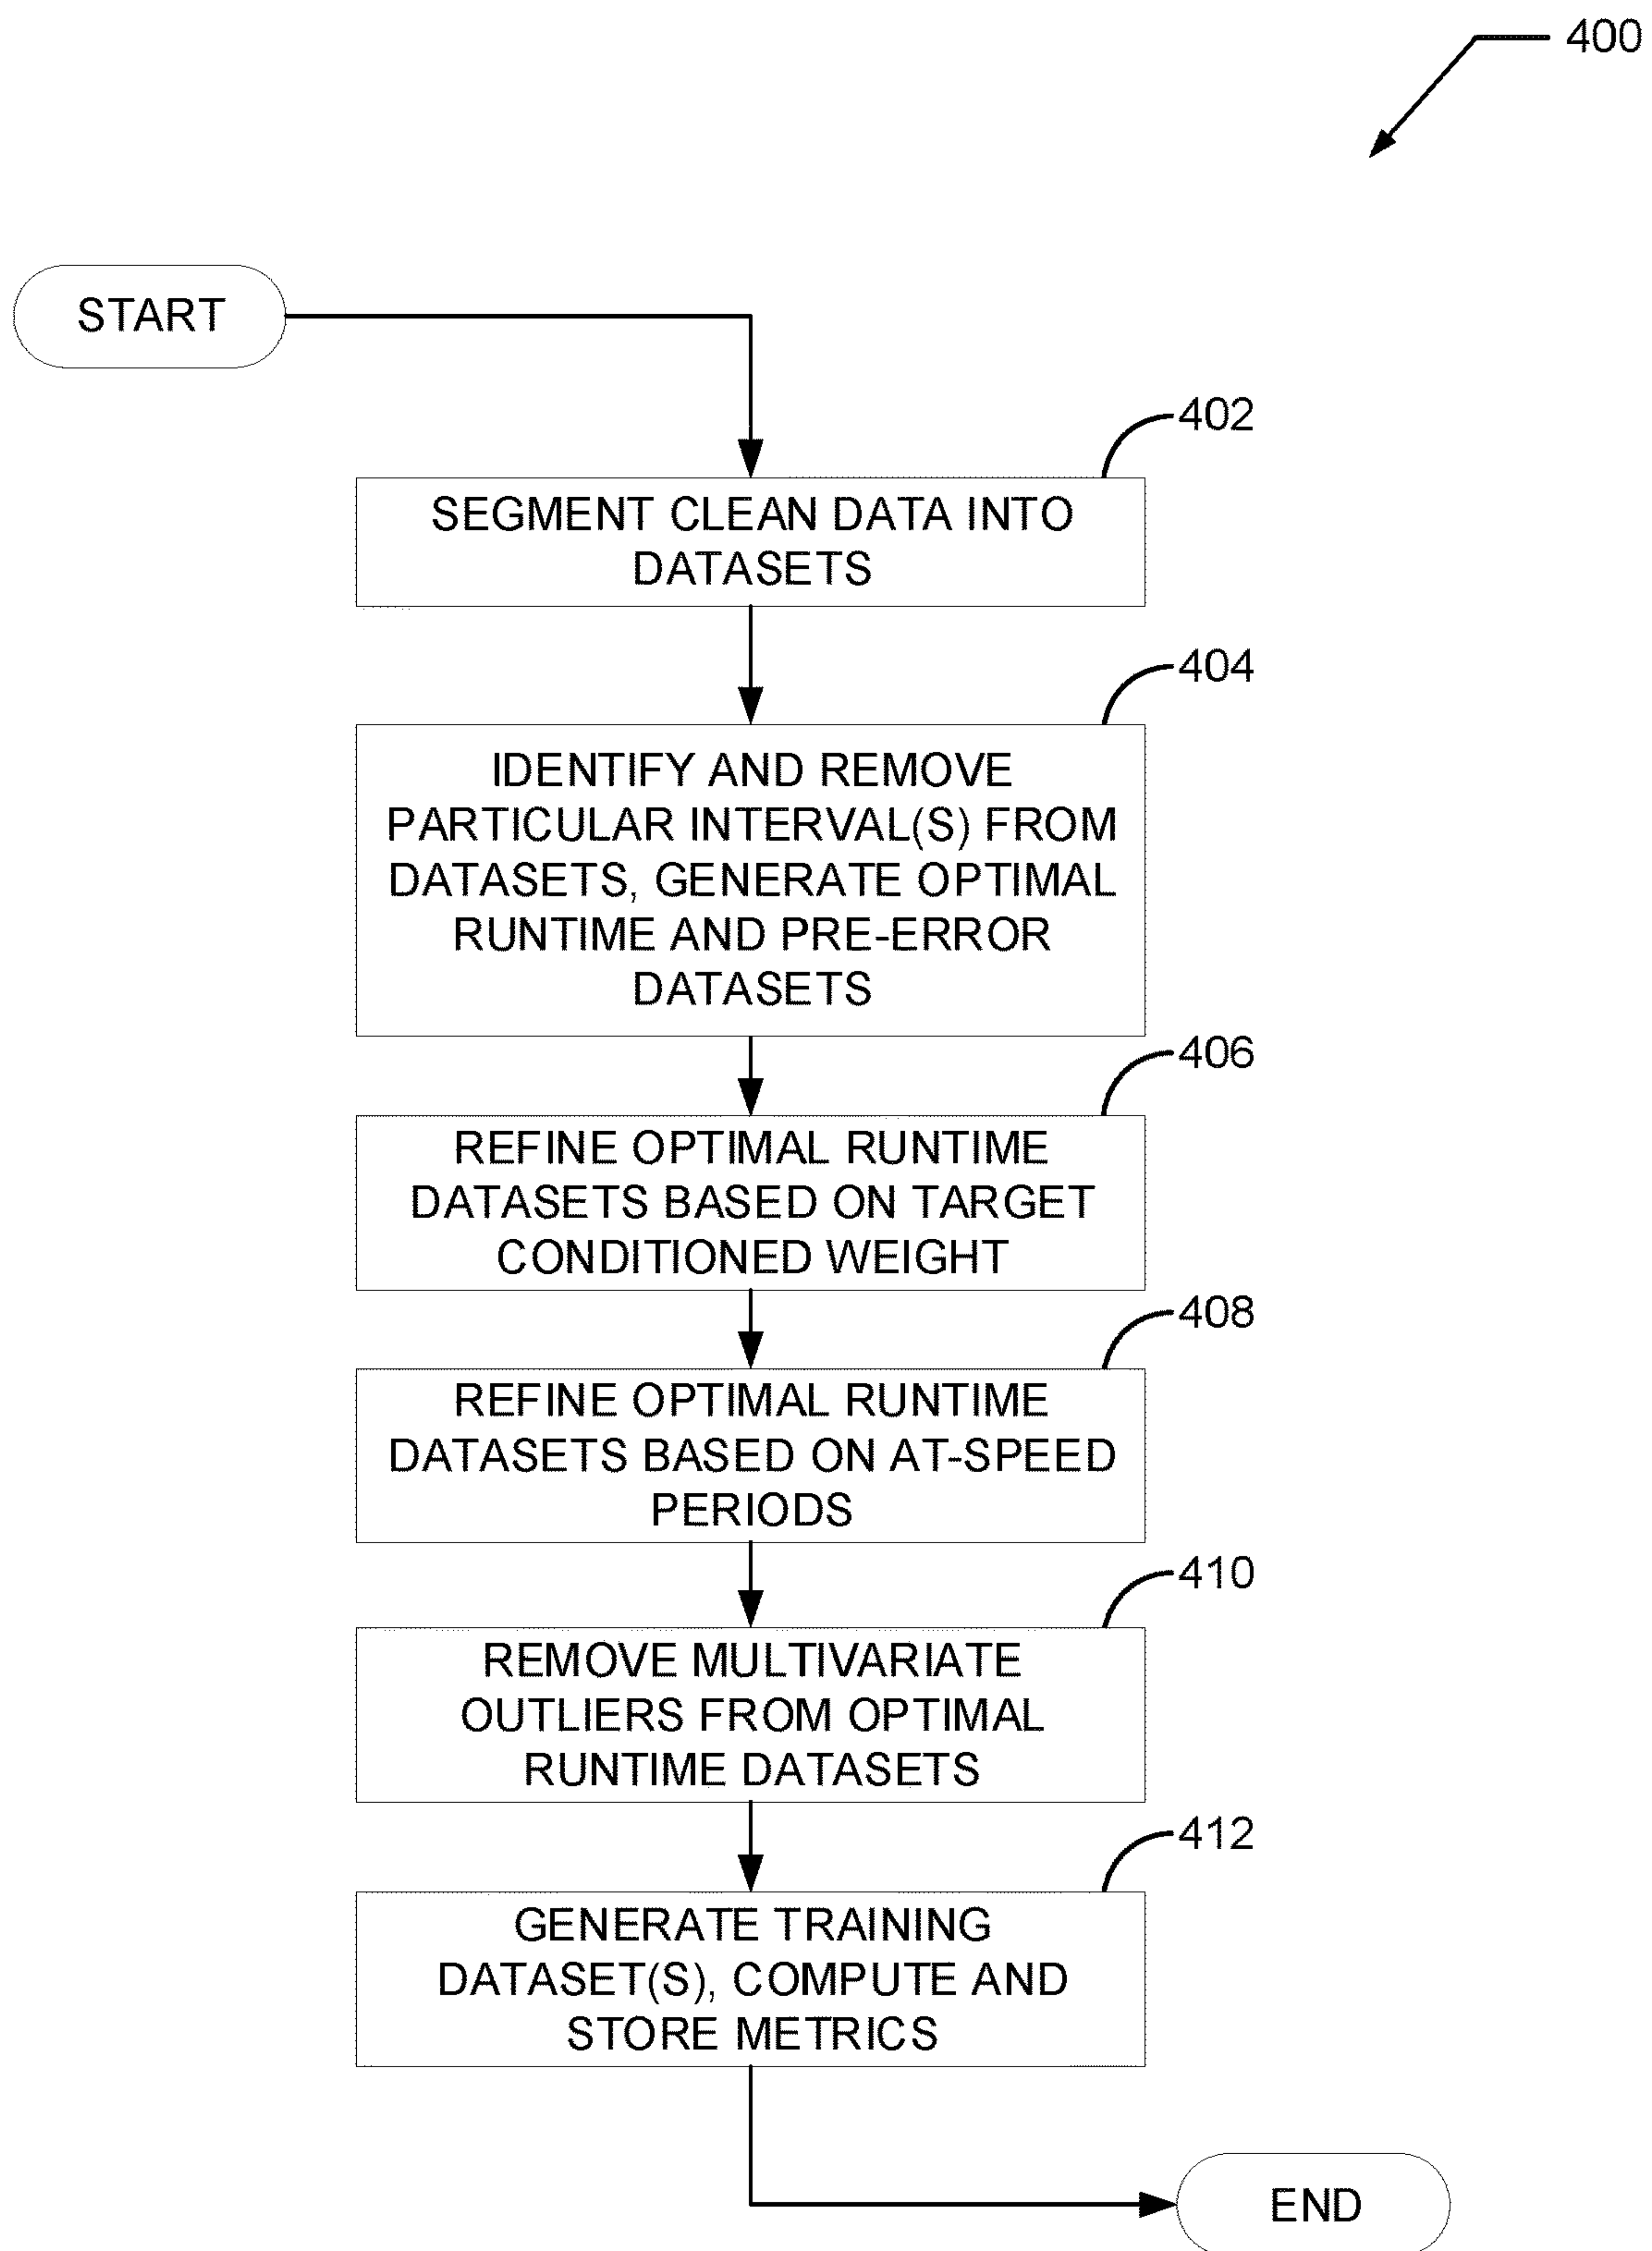 400
START
402
SEGMENT CLEAN DATA INTO
DATASETS
404
IDENTIFY AND REMOVE
PARTICULAR INTERVAL(S) FROM
DATASETS, GENERATE OPTIMAL
RUNTIME AND PRE-ERROR
DATASETS
406
REFINE OPTIMAL RUNTIME
DATASETS BASED ON TARGET
CONDITIONED WEIGHT
408
REFINE OPTIMAL RUNTIME
DATASETS BASED ON AT-SPEED
PERIODS
410
REMOVE MULTIVARIATE
OUTLIERS FROM OPTIMAL
RUNTIME DATASETS
412
GENERATE TRAINING
DATASET(S), COMPUTE AND
STORE METRICS
END